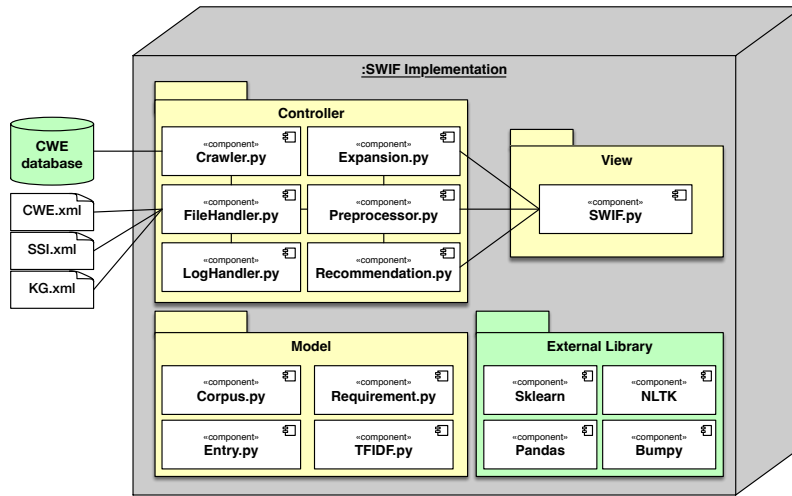 :SWIF Implementation
Controller
«component»
Crawler.py
«component»
Expansion.py
«component»
FileHandler.py
«component»
Preprocessor.py
«component»
LogHandler.py
«component»
Recommendation.py
CWE
database
CWE.xml
SSI.xml
KG.xml
View
«component»
SWIF.py
Model
«component»
Corpus.py
«component»
Requirement.py
«component»
Entry.py
«component»
TFIDF.py
External Library
«component»
Sklearn
«component»
NLTK
«component»
Pandas
«component»
Bumpy